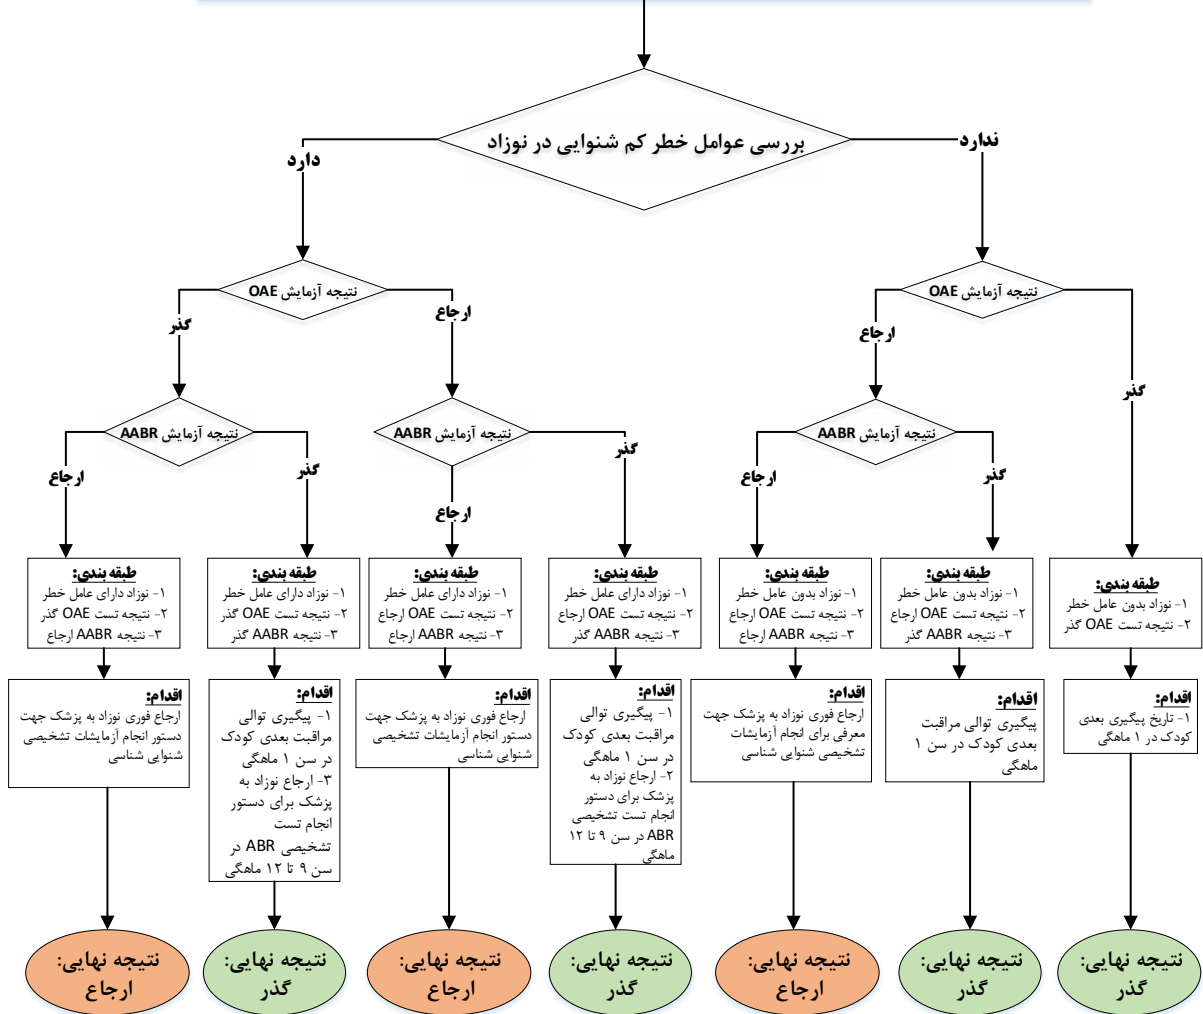 بررسی عوامل خطر کم شنوایی در نوزاد
ندارد
دارد
نتیجه آزمایش OAE
نتیجه آزمایش OAE
گذر
ارجاع
ارجاع
گذر
نتیجه آزمایش AABR
نتیجه آزمایش AABR
نتیجه آزمایش AABR
گذر
ارجاع
گذر
ارجاع
گذر
ارجاع
طبقه بندی:
۱- نوزاد بدون عامل خطر
۲- نتیجه تست OAE گذر
طبقه بندی:
۱- نوزاد بدون عامل خطر
۲- نتیجه تست OAE ارجاع
۳- نتیجه AABR گذر
طبقه بندی:
۱- نوزاد بدون عامل خطر
۲- نتیجه تست OAE ارجاع
۳- نتیجه AABR ارجاع
طبقه بندی:
۱- نوزاد دارای عامل خطر
۲- نتیجه تست OAE ارجاع
۳- نتیجه AABR گذر
طبقه بندی:
۱- نوزاد دارای عامل خطر
۲- نتیجه تست OAE ارجاع
۳- نتیجه AABR ارجاع
طبقه بندی:
۱- نوزاد دارای عامل خطر
۲- نتیجه تست OAE گذر
۳- نتیجه AABR گذر
طبقه بندی:
۱- نوزاد دارای عامل خطر
۲- نتیجه تست OAE گذر
۳- نتیجه AABR ارجاع
اقدام:
۱- تاریخ پیگیری بعدی
کودک در ۱ ماهگی
اقدام:
پیگیری توالی مراقبت
بعدی کودک در سن ۱
ماهگی
اقدام:
ارجاع فوری نوزاد به پزشک جهت
معرفی برای انجام آزمایشات
تشخیصی شنوایی شناسی
اقدام:
۱- پیگیری توالی
مراقبت بعدی کودک
در سن ۱ ماهگی
۲- ارجاع نوزاد به
پزشک برای دستور
انجام تست تشخیصی
ABR در سن ۹ تا ۱۲
ماهگی
اقدام:
ارجاع فوری نوزاد به پزشک جهت
دستور انجام آزمایشات تشخیصی
شنوایی شناسی
اقدام:
۱- پیگیری توالی
مراقبت بعدی کودک
در سن ۱ ماهگی
۳- ارجاع نوزاد به
پزشک برای دستور
انجام تست
تشخیصی ABR در
سن ۹ تا ۱۲ ماهگی
اقدام:
ارجاع فوری نوزاد به پزشک جهت
دستور انجام آزمایشات تشخیصی
شنوایی شناسی
نتیجه نهایی:
گذر
نتیجه نهایی:
گذر
نتیجه نهایی:
ارجاع
نتیجه نهایی:
گذر
نتیجه نهایی:
ارجاع
نتیجه نهایی:
گذر
نتیجه نهایی:
ارجاع